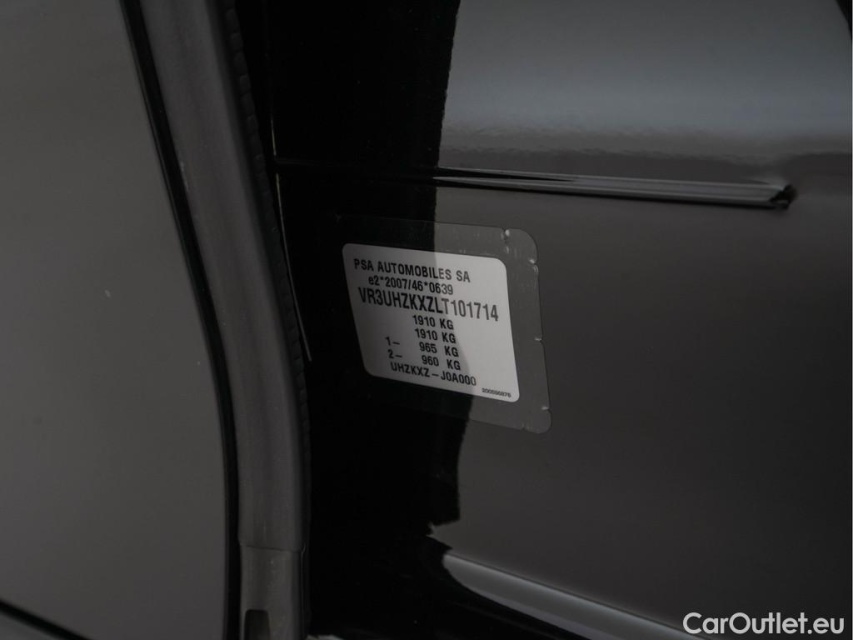 PSA AUTOMOBILES SA
e2*2007/46*0639
VR3UHZKXZLT101714
1910 KG
1910 KG
1- 965 KG
2- 960 KG
UHZKXZ-J0A000
CarOutlet.eu